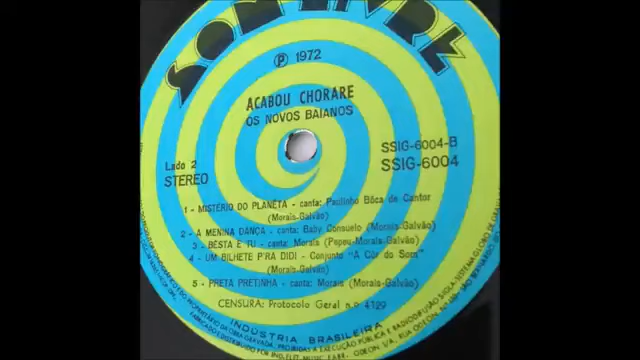 SOM LIVRE
℗ 1972
ACABOU CHORARE
OS NOVOS BAIANOS
SSIG-6004-B
SSIG-6004
Lado 2
STEREO
1 - MISTÉRIO DO PLANÊTA - canta: Paulinho Bôca de Cantor
(Morais-Galvão)
2 - A MENINA DANÇA - canta: Baby Consuelo (Morais-Galvão)
3 - BÊSTA E TU - canta: Morais (Pepeu-Morais-Galvão)
4 - UM BILHETE P'RA DIDI - Conjunto "A Côr do Som"
(Morais-Galvão)
5 - PRETA PRETINHA - canta: Morais (Morais-Galvão)
CENSURA: Protocolo Geral n.º 4199
INDÚSTRIA BRASILEIRA